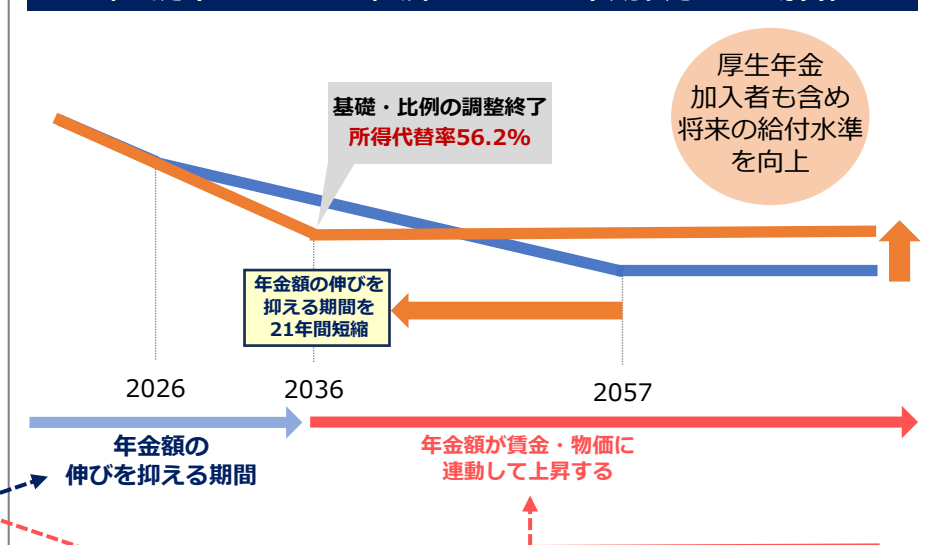 厚生年金
加入者も含め
将来の給付水準
を向上
基礎・比例の調整終了
所得代替率56.2%
年金額の伸びを
抑える期間を
21年間短縮
2026
2036
2057
年金額の
伸びを抑える期間
年金額が賃金・物価に
連動して上昇する